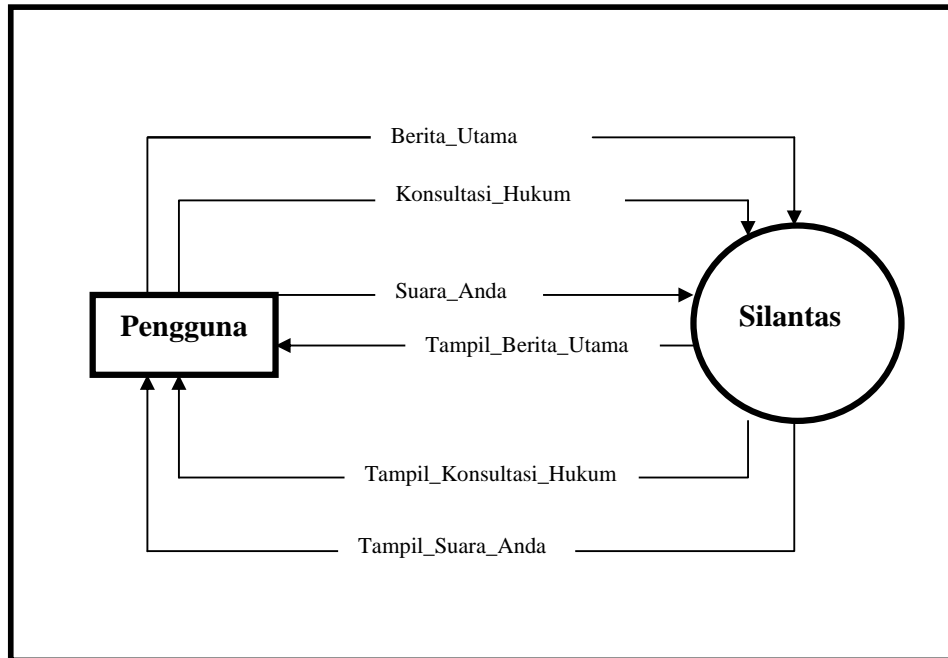 Berita_Utama
Konsultasi_Hukum
Suara_Anda
Pengguna
Silantas
Tampil_Berita_Utama
Tampil_Konsultasi_Hukum
Tampil_Suara_Anda